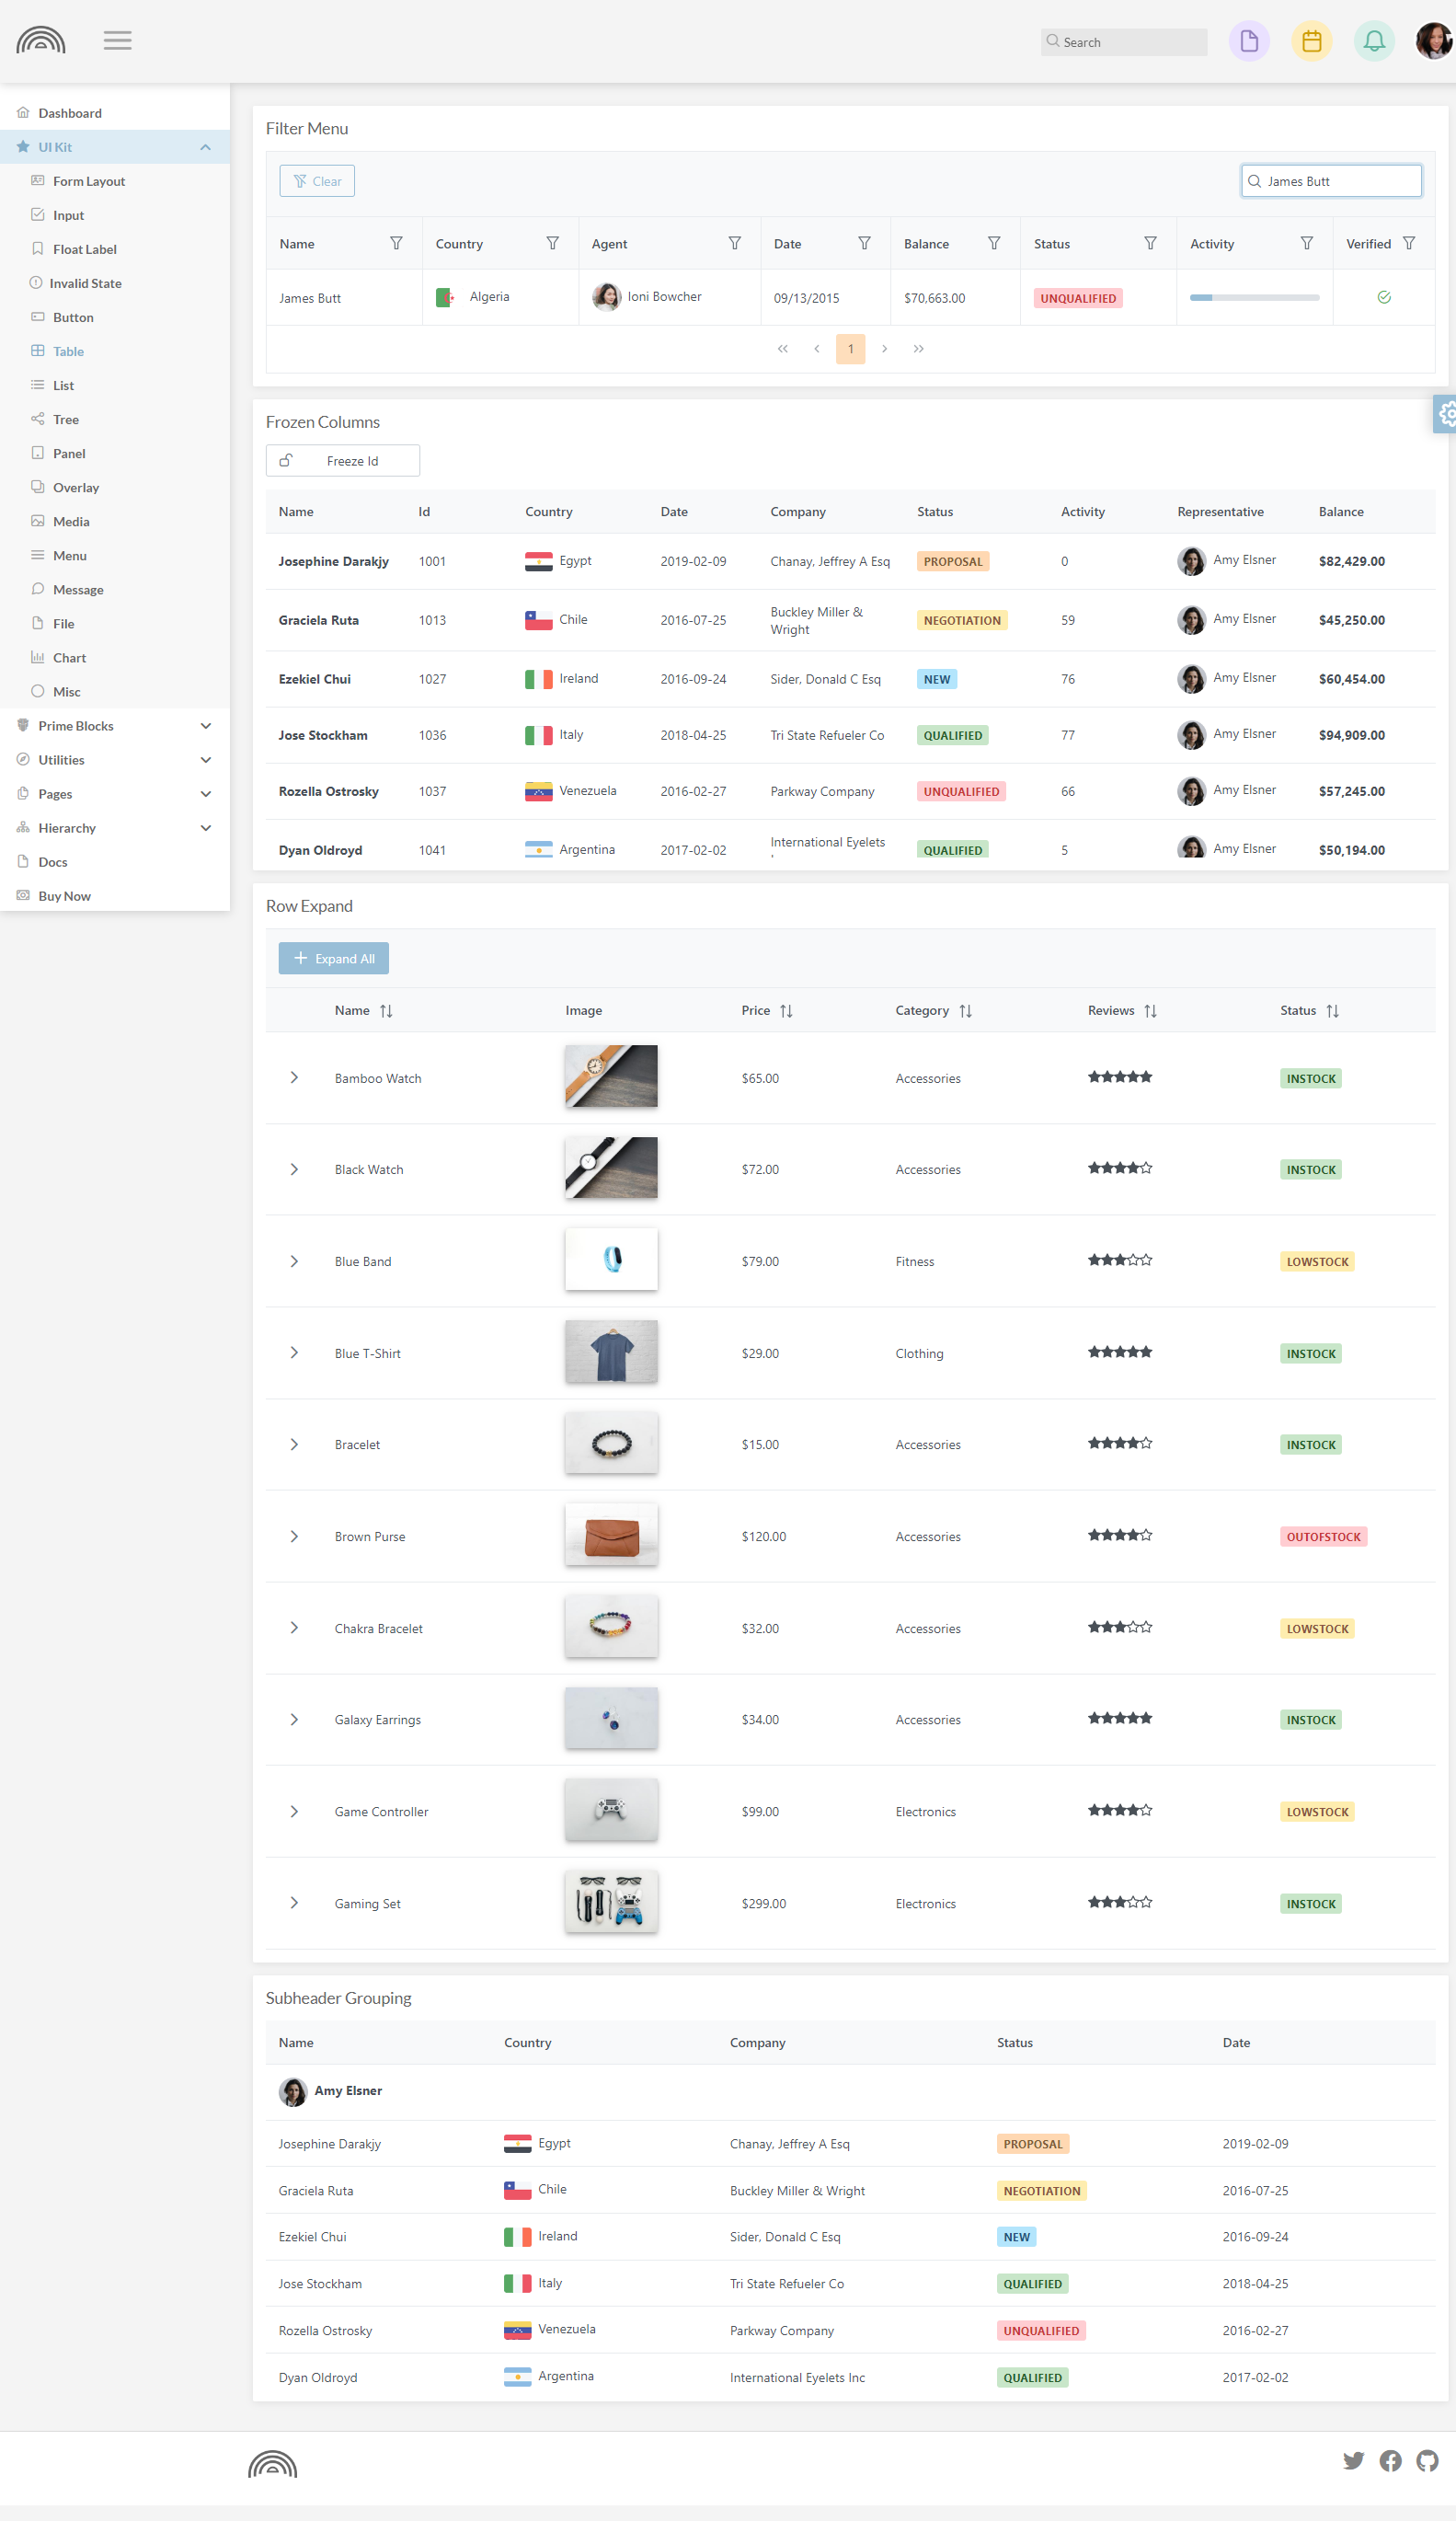 Search
Dashboard
UI Kit
Form Layout
Input
Float Label
Invalid State
Button
Table
List
Tree
Panel
Overlay
Media
Menu
Message
File
Chart
Misc
Prime Blocks
Utilities
Pages
Hierarchy
Docs
Buy Now
Filter Menu
Clear
James Butt
Name Country Agent Date Balance Status Activity Verified
James Butt Algeria Ioni Bowcher 09/13/2015 $70,663.00 UNQUALIFIED
1
Frozen Columns
Freeze Id
Name Id Country Date Company Status Activity Representative Balance
Josephine Darakjy 1001 Egypt 2019-02-09 Chanay, Jeffrey A Esq PROPOSAL 0 Amy Elsner $82,429.00
Graciela Ruta 1013 Chile 2016-07-25 Buckley Miller & Wright NEGOTIATION 59 Amy Elsner $45,250.00
Ezekiel Chui 1027 Ireland 2016-09-24 Sider, Donald C Esq NEW 76 Amy Elsner $60,454.00
Jose Stockham 1036 Italy 2018-04-25 Tri State Refueler Co QUALIFIED 77 Amy Elsner $94,909.00
Rozella Ostrosky 1037 Venezuela 2016-02-27 Parkway Company UNQUALIFIED 66 Amy Elsner $57,245.00
Dyan Oldroyd 1041 Argentina 2017-02-02 International Eyelets QUALIFIED 5 Amy Elsner $50,194.00
Row Expand
Expand All
Name Image Price Category Reviews Status
Bamboo Watch $65.00 Accessories INSTOCK
Black Watch $72.00 Accessories INSTOCK
Blue Band $79.00 Fitness LOWSTOCK
Blue T-Shirt $29.00 Clothing INSTOCK
Bracelet $15.00 Accessories INSTOCK
Brown Purse $120.00 Accessories OUTOFSTOCK
Chakra Bracelet $32.00 Accessories LOWSTOCK
Galaxy Earrings $34.00 Accessories INSTOCK
Game Controller $99.00 Electronics LOWSTOCK
Gaming Set $299.00 Electronics INSTOCK
Subheader Grouping
Name Country Company Status Date
Amy Elsner
Josephine Darakjy Egypt Chanay, Jeffrey A Esq PROPOSAL 2019-02-09
Graciela Ruta Chile Buckley Miller & Wright NEGOTIATION 2016-07-25
Ezekiel Chui Ireland Sider, Donald C Esq NEW 2016-09-24
Jose Stockham Italy Tri State Refueler Co QUALIFIED 2018-04-25
Rozella Ostrosky Venezuela Parkway Company UNQUALIFIED 2016-02-27
Dyan Oldroyd Argentina International Eyelets Inc QUALIFIED 2017-02-02